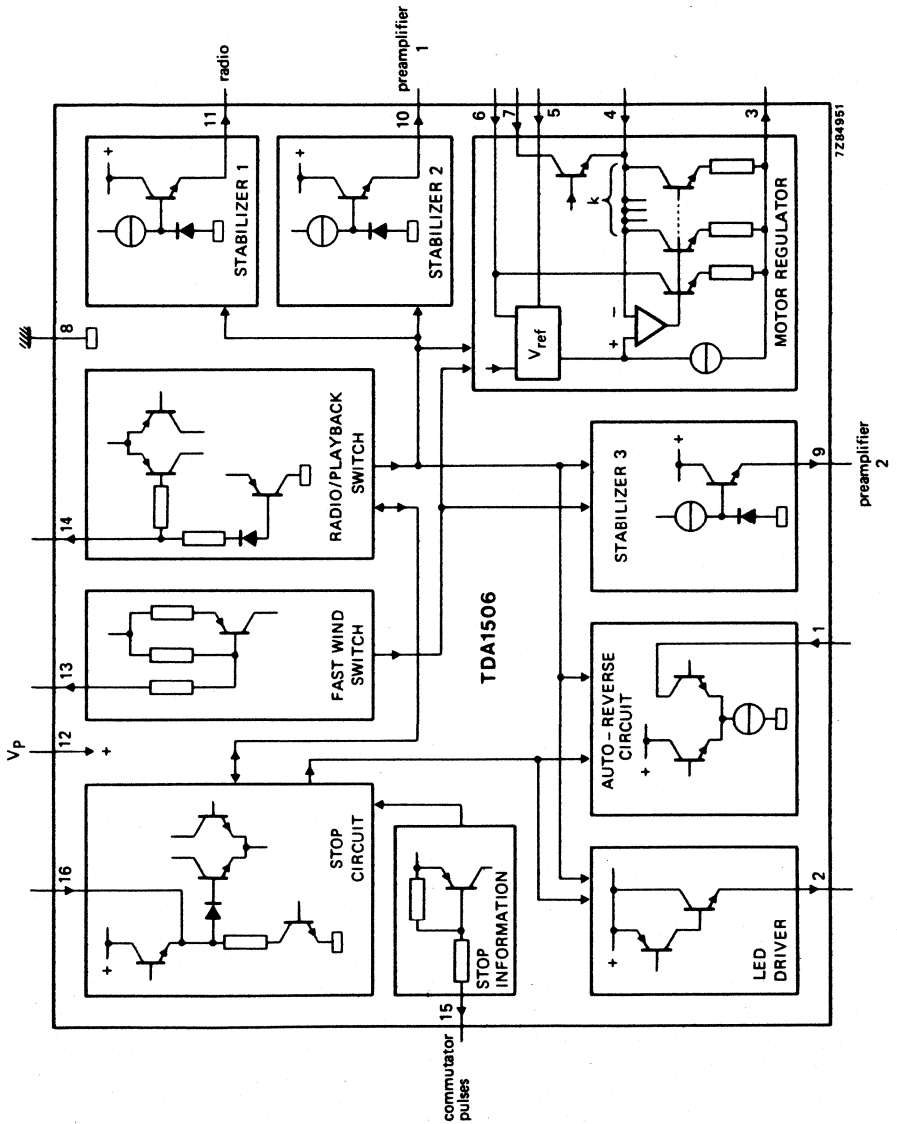 radio
preamplifier
1
11
10
6
7
5
4
3
7Z84951
+
STABILIZER 1
+
STABILIZER 2
8
k
V ref
+
−
MOTOR REGULATOR
14
RADIO/PLAYBACK
SWITCH
+
STABILIZER 3
9
preamplifier
2
13
FAST WIND
SWITCH
TDA1506
12
VP
+
+
AUTO-REVERSE
CIRCUIT
1
16
+
STOP
CIRCUIT
STOP
INFORMATION
15
commutator
pulses
+
LED
DRIVER
2